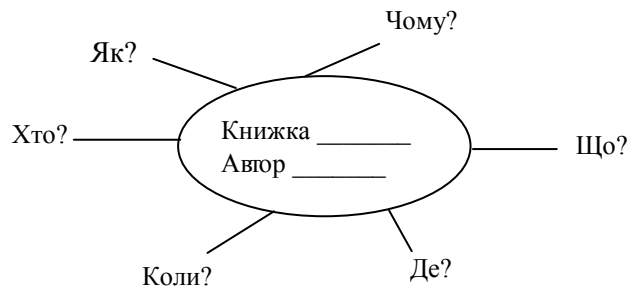 Чому?
Як?
Хто?
Книжка _______
Автор _______
Що?
Коли?
Де?